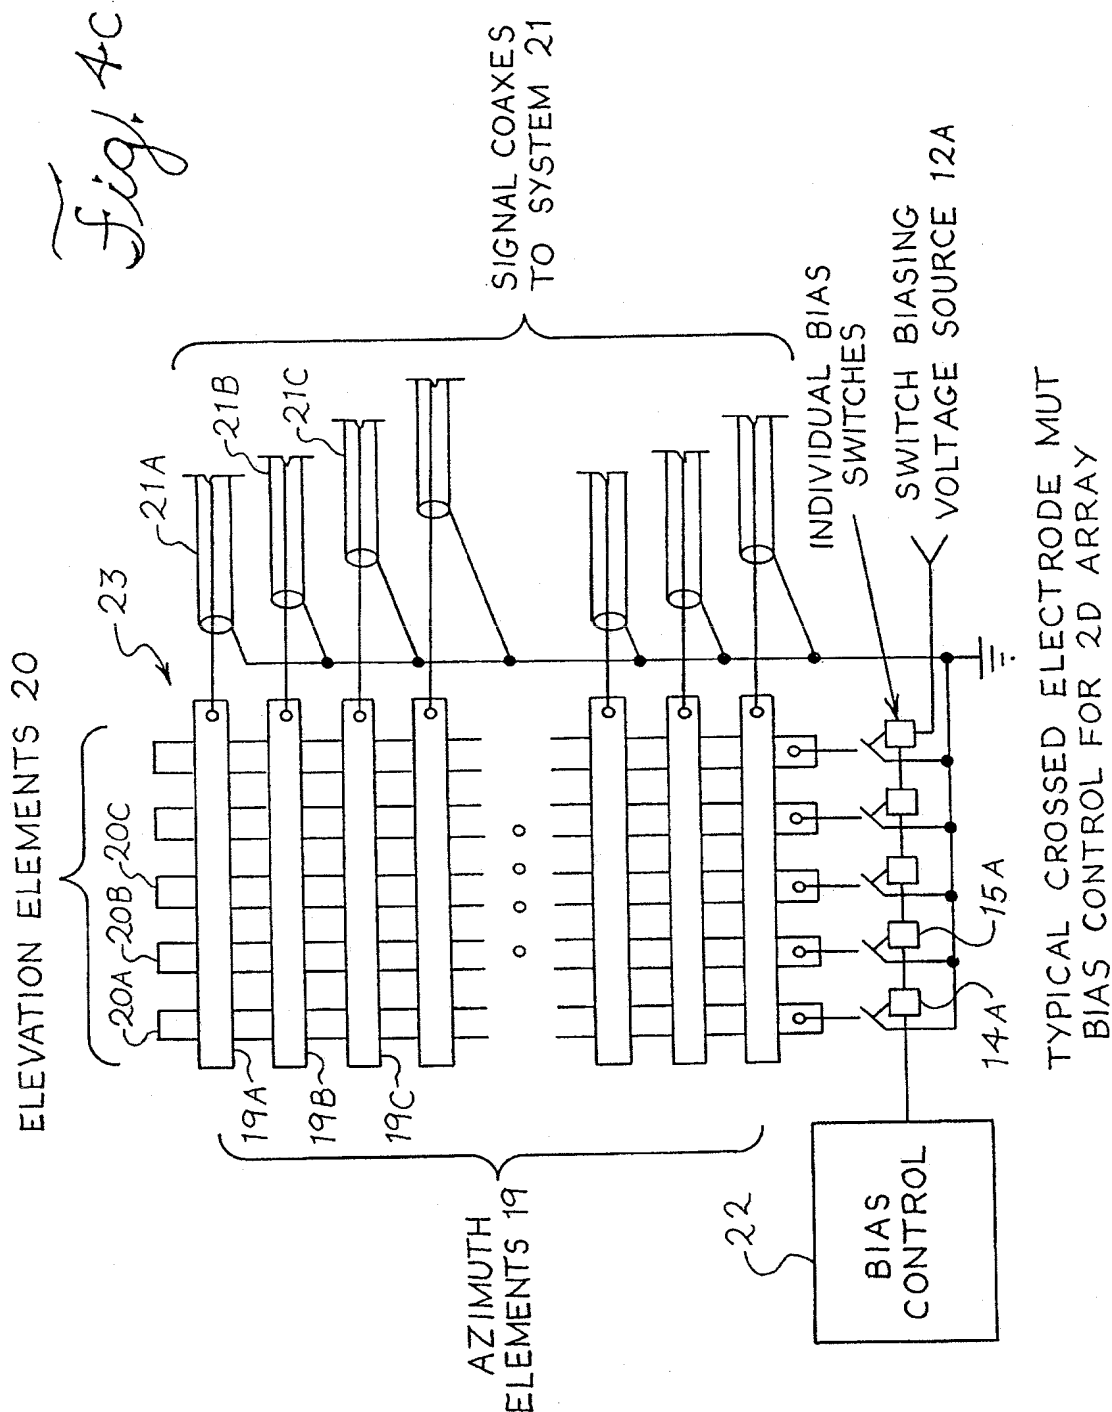 Fig. 4C
ELEVATION ELEMENTS 20
20A
20B
20C
23
21A
21B
21C
SIGNAL COAXES
TO SYSTEM 21
19A
19B
19C
AZIMUTH
ELEMENTS 19
INDIVIDUAL BIAS
SWITCHES
SWITCH BIASING
VOLTAGE SOURCE 12A
22
BIAS
CONTROL
14A
15A
TYPICAL CROSSED ELECTRODE MUT
BIAS CONTROL FOR 2D ARRAY